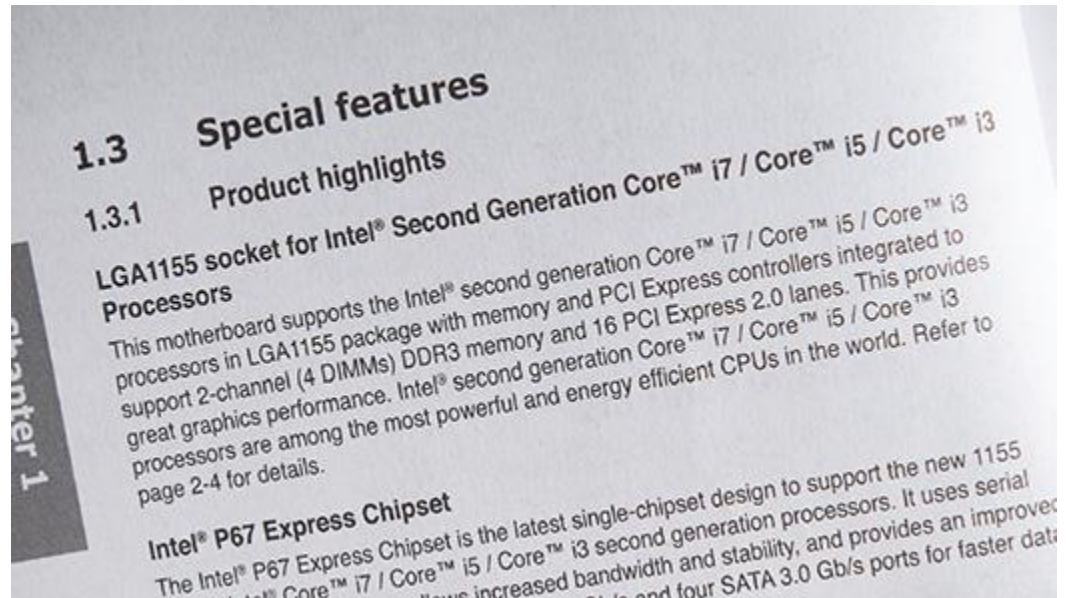 1.3 Special features
1.3.1 Product highlights
LGA1155 socket for Intel® Second Generation Core™ i7 / Core™ i5 / Core™ i3
Processors
This motherboard supports the Intel® second generation Core™ i7 / Core™ i5 / Core™ i3
processors in LGA1155 package with memory and PCI Express controllers integrated to
support 2-channel (4 DIMMs) DDR3 memory and 16 PCI Express 2.0 lanes. This provides
great graphics performance. Intel® second generation Core™ i7 / Core™ i5 / Core™ i3
processors are among the most powerful and energy efficient CPUs in the world. Refer to
page 2-4 for details.
Intel® P67 Express Chipset
The Intel® P67 Express Chipset is the latest single-chipset design to support the new 1155
Core™ i7 / Core™ i5 / Core™ i3 second generation processors. It uses serial
increased bandwidth and stability, and provides an improved
and four SATA 3.0 Gb/s ports for faster data
Chapter 1